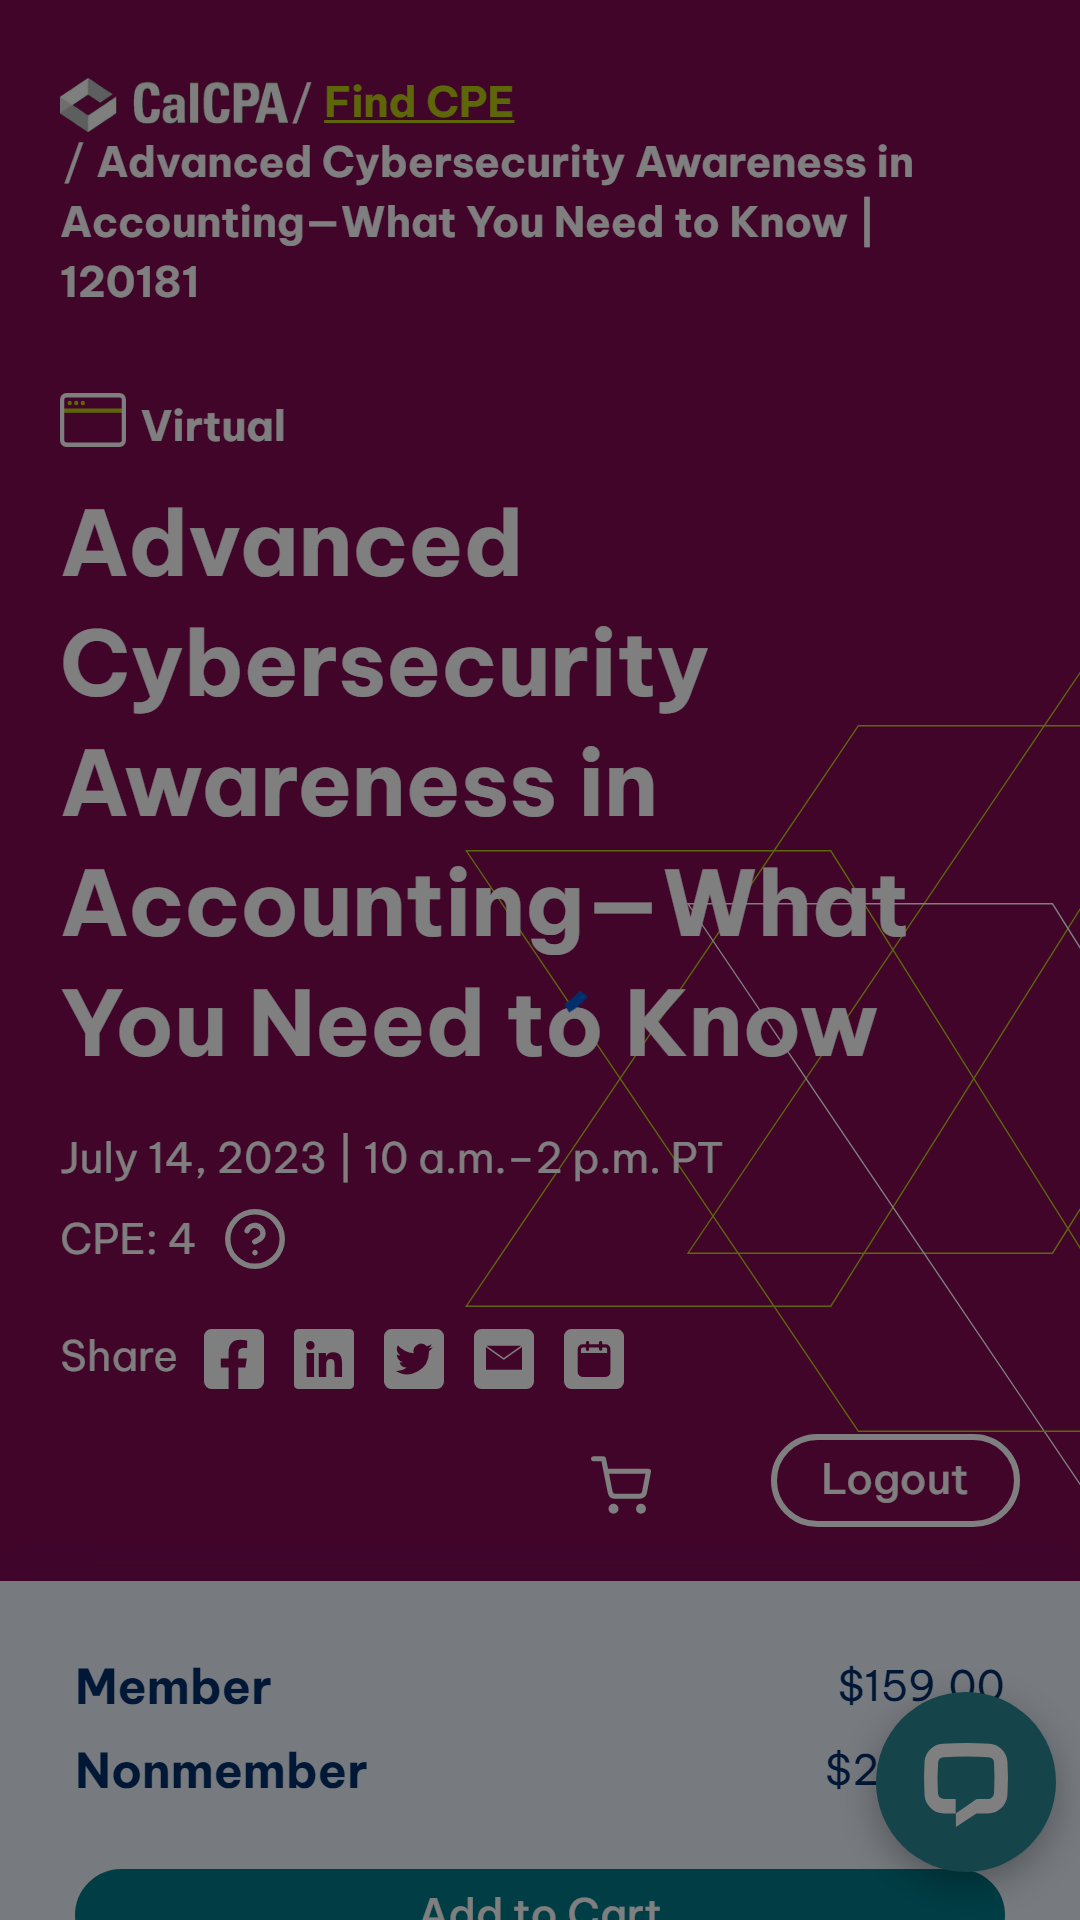 CalCPA / Find CPE
/ Advanced Cybersecurity Awareness in
Accounting—What You Need to Know |
120181
Virtual
Advanced
Cybersecurity
Awareness in
Accounting—What
You Need to Know
July 14, 2023 | 10 a.m.–2 p.m. PT
CPE: 4 ?
Share
Logout
Member $159.00
Nonmember $2
Add to Cart